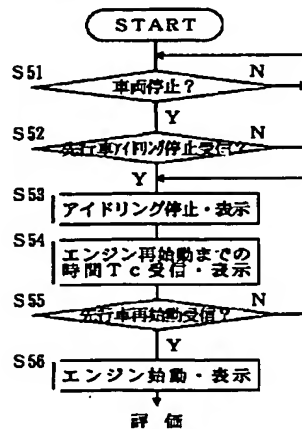 START
S51
車両停止?
N
Y
S52
先行車アイドリング停止受信?
N
Y
S53
アイドリング停止・表示
S54
エンジン再始動までの
時間Tc受信・表示
S55
先行車再始動受信?
N
Y
S56
エンジン始動・表示
評価